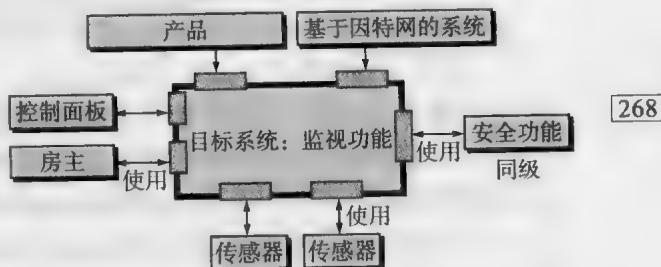 产品
基于因特网的系统
控制面板
268
目标系统：监视功能
安全功能
使用
房主
同级
使用
使用
传感器
传感器